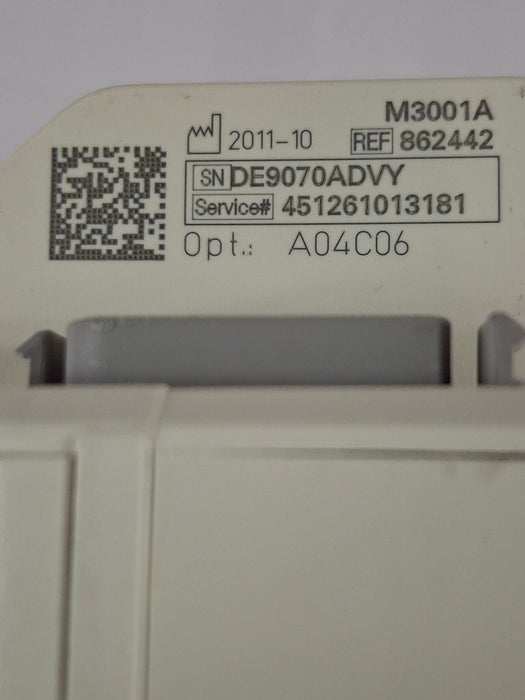 M3001A
2011-10 REF 862442
SN DE9070ADVY
Service# 451261013181
Opt.: A04C06